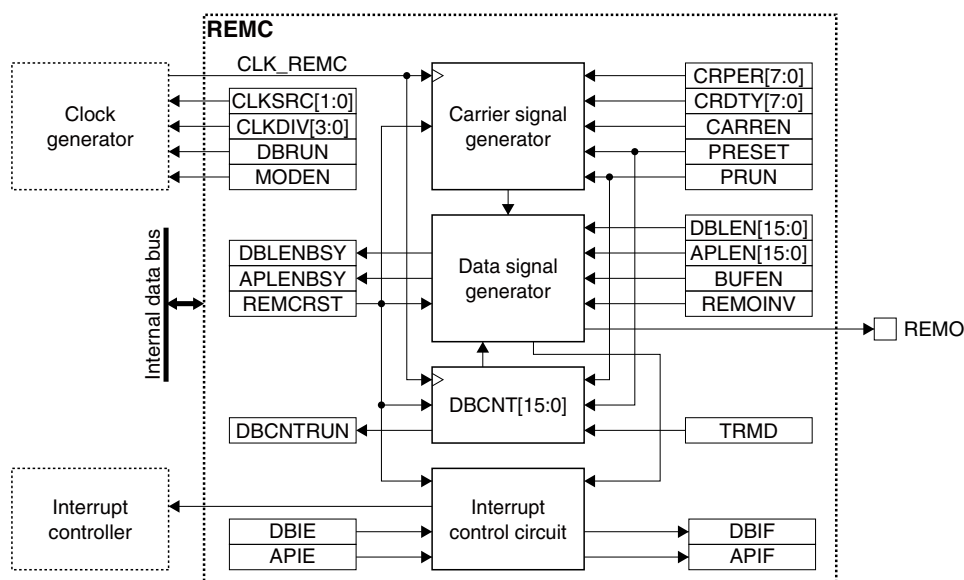 REMC
CLK_REMC
Clock
generator
CLKSRC[1:0]
CLKDIV[3:0]
DBRUN
MODEN
Carrier signal
generator
CRPER[7:0]
CRDTY[7:0]
CARREN
PRESET
PRUN
Internal data bus
DBLENBSY
APLENBSY
REMCRST
Data signal
generator
DBLEN[15:0]
APLEN[15:0]
BUFEN
REMOINV
REMO
DBCNTRUN
DBCNT[15:0]
TRMD
Interrupt
controller
DBIE
APIE
Interrupt
control circuit
DBIF
APIF